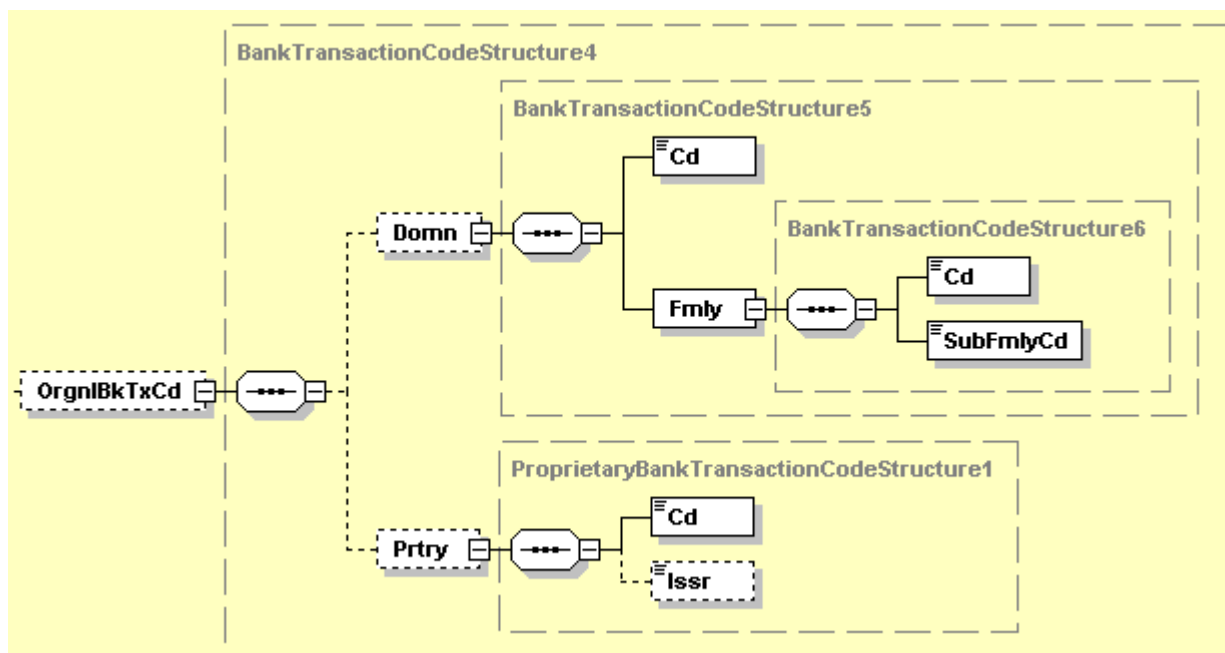 BankTransactionCodeStructure4
BankTransactionCodeStructure5
Cd
Domn
BankTransactionCodeStructure6
Cd
Fmly
SubFmlyCd
OrgnlBkTxCd
ProprietaryBankTransactionCodeStructure1
Cd
Prtry
Issr